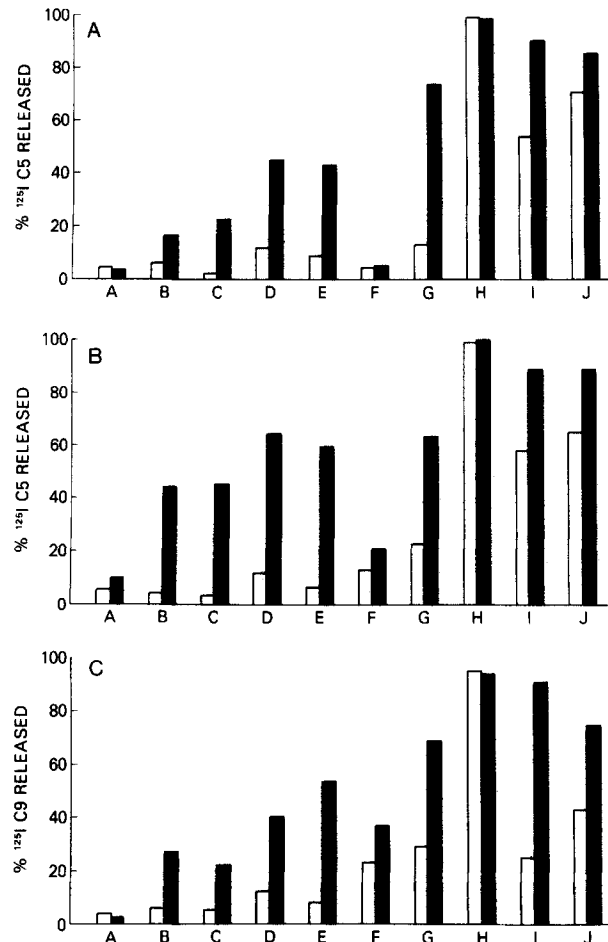 A
100
80
60
40
20
0
% ¹²⁵I C5 RELEASED
A B C D E F G H I J
B
100
80
60
40
20
0
% ¹²⁵I C5 RELEASED
A B C D E F G H I J
C
100
80
60
40
20
0
% ¹²⁵I C9 RELEASED
A B C D E F G H I J